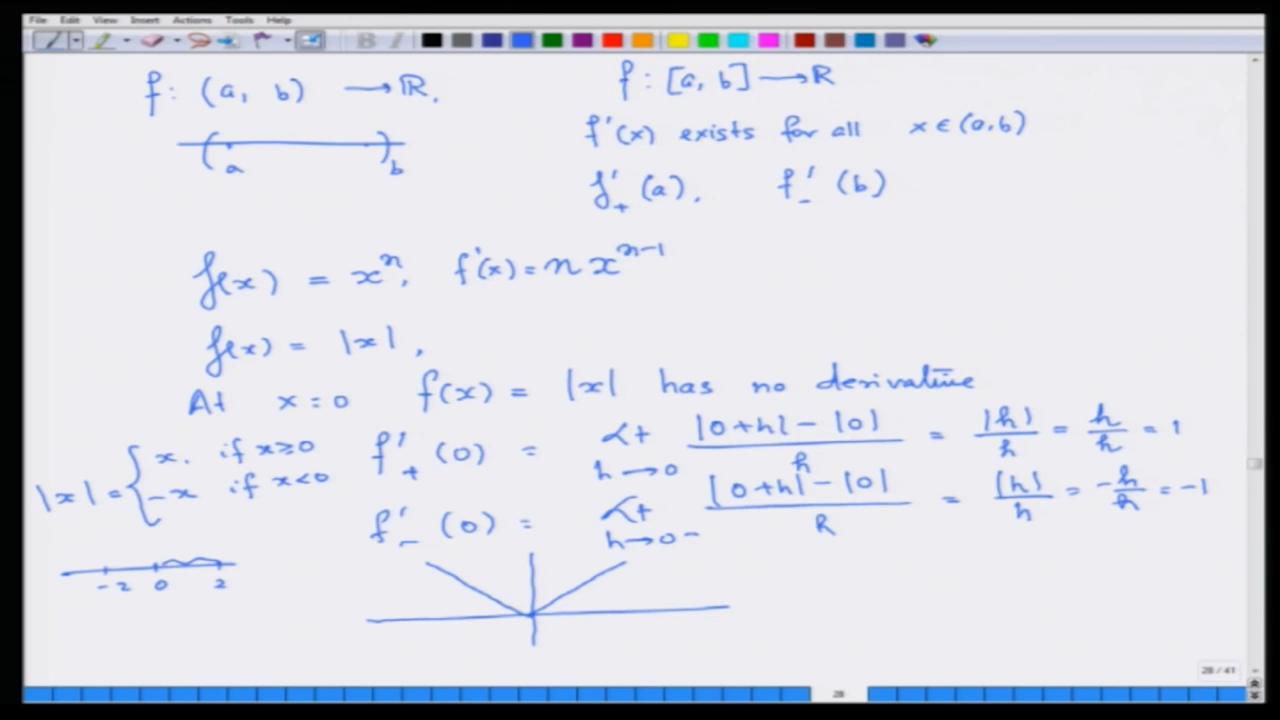 File Edit View Insert Actions Tools Help
f: (a, b) → ℝ.
a b
f: [a, b] → ℝ
f'(x) exists for all x ∈ (a, b)
f'₊(a), f'₋(b)
f(x) = xⁿ, f'(x) = n xⁿ⁻¹
f(x) = |x|,
At x = 0 f(x) = |x| has no derivative
|x| = { x. if x ≥ 0
-x if x < 0
f'₊(0) = Lt h→0 |0+h| - |0| / h = |h| / h = h / h = 1
f'₋(0) = Lt h→0- |0+h| - |0| / h = |h| / h = -h / h = -1
-2 0 2
28 / 41
28